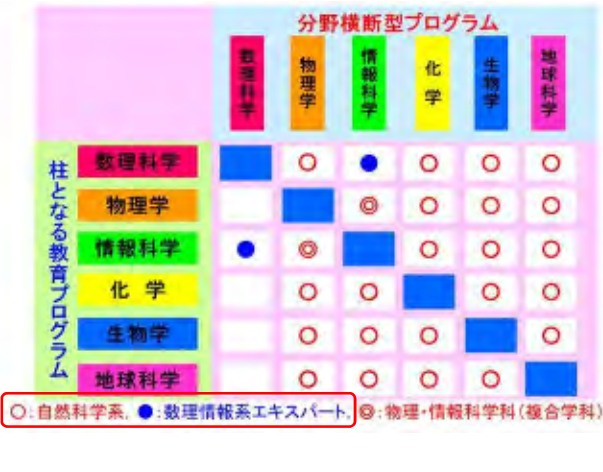 分野横断型プログラム
数理科学
物理学
情報科学
化 学
生物学
地球科学
柱となる教育プログラム
数理科学
○
●
○
○
○
物理学
◎
○
○
○
情報科学
●
◎
○
○
○
化 学
○
○
○
○
生物学
○
○
○
○
地球科学
○
○
○
○
○:自然科学系, ●:数理情報系エキスパート, ◎:物理・情報科学科(複合学科)